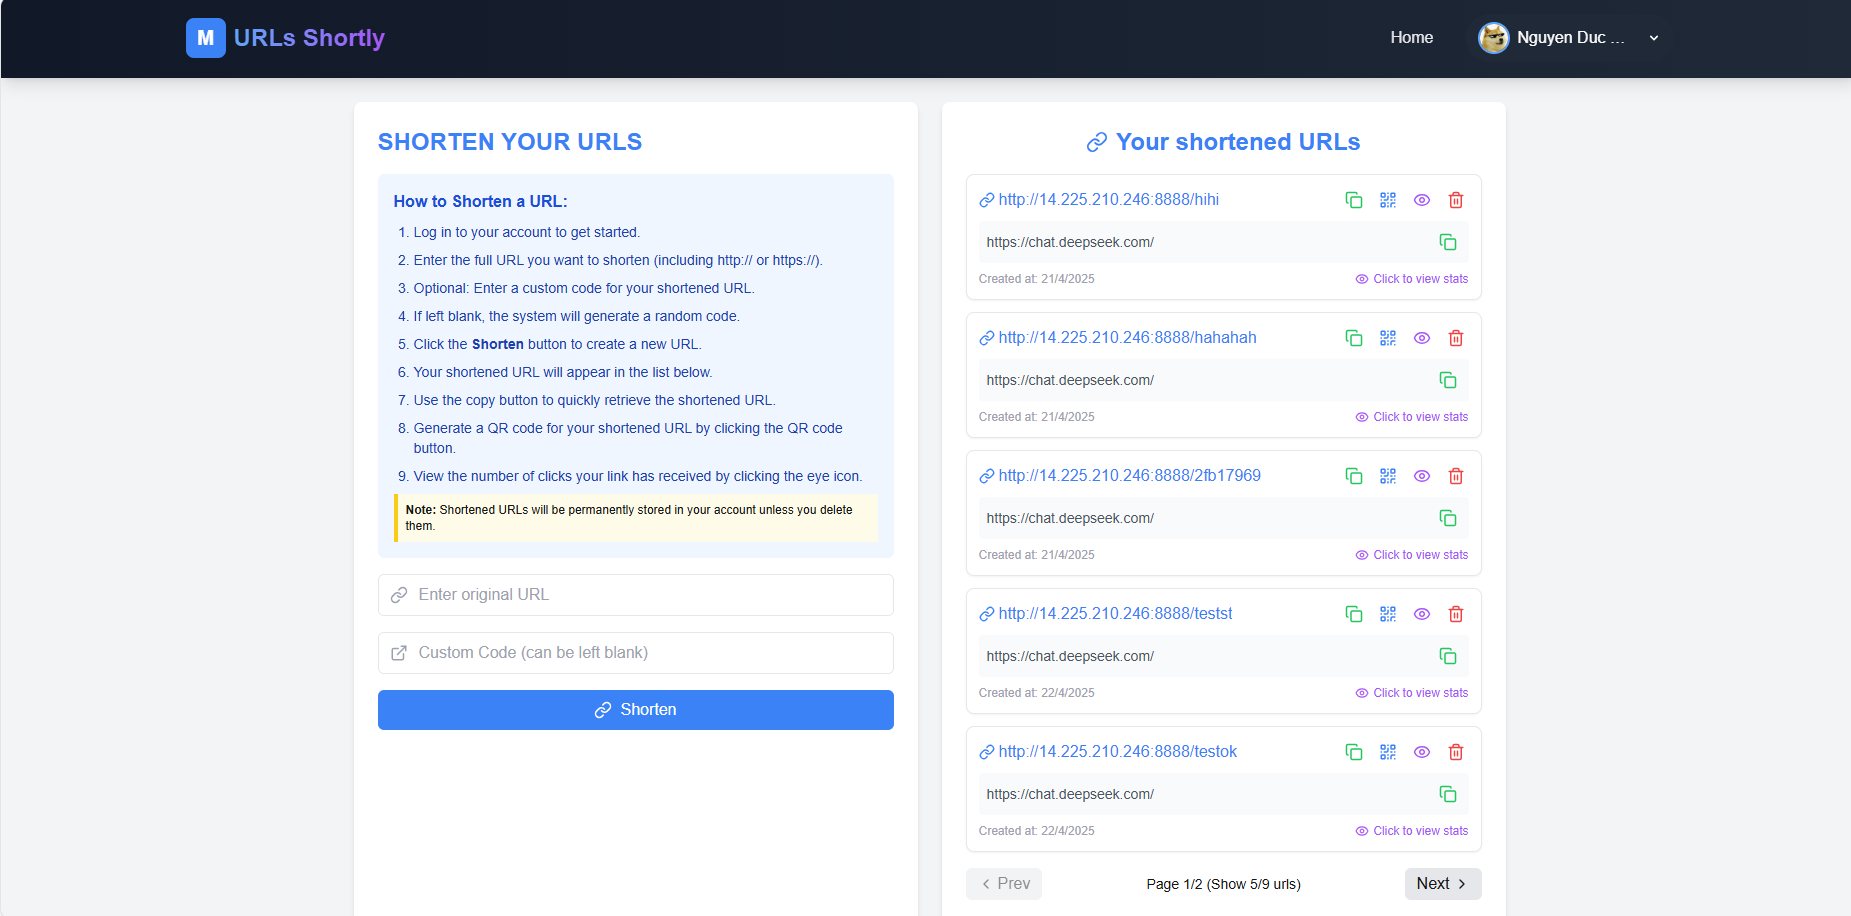 M URLs Shortly
Home
Nguyen Duc ...
SHORTEN YOUR URLS
How to Shorten a URL:
1. Log in to your account to get started.
2. Enter the full URL you want to shorten (including http:// or https://).
3. Optional: Enter a custom code for your shortened URL.
4. If left blank, the system will generate a random code.
5. Click the Shorten button to create a new URL.
6. Your shortened URL will appear in the list below.
7. Use the copy button to quickly retrieve the shortened URL.
8. Generate a QR code for your shortened URL by clicking the QR code
button.
9. View the number of clicks your link has received by clicking the eye icon.
Note: Shortened URLs will be permanently stored in your account unless you delete
them.
Enter original URL
Custom Code (can be left blank)
Shorten
Your shortened URLs
http://14.225.210.246:8888/hihi
https://chat.deepseek.com/
Created at: 21/4/2025
Click to view stats
http://14.225.210.246:8888/hahahah
https://chat.deepseek.com/
Created at: 21/4/2025
Click to view stats
http://14.225.210.246:8888/2fb17969
https://chat.deepseek.com/
Created at: 21/4/2025
Click to view stats
http://14.225.210.246:8888/testst
https://chat.deepseek.com/
Created at: 22/4/2025
Click to view stats
http://14.225.210.246:8888/testok
https://chat.deepseek.com/
Created at: 22/4/2025
Click to view stats
Prev
Page 1/2 (Show 5/9 urls)
Next